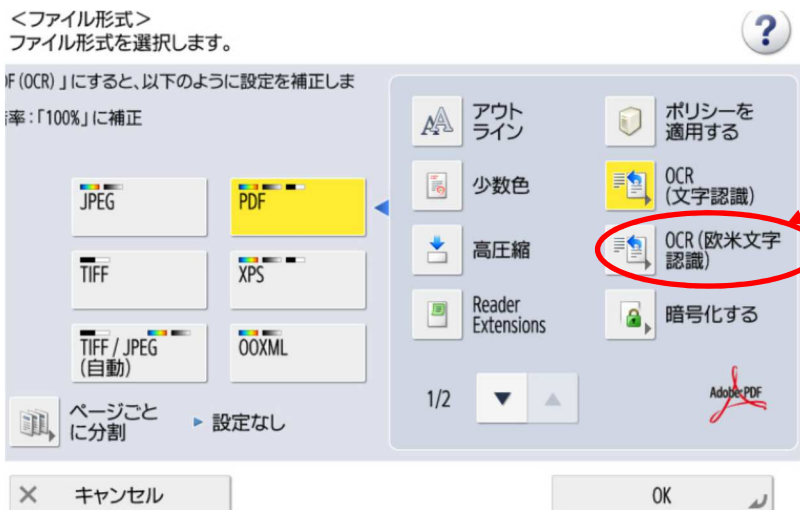 <ファイル形式>
ファイル形式を選択します。
?
(OCR)」にすると、以下のように設定を補正しま
率:「100%」に補正
JPEG
PDF
TIFF
XPS
TIFF / JPEG
(自動)
OOXML
ページごと
に分割
設定なし
アウト
ライン
ポリシーを
適用する
少数色
OCR
(文字認識)
高圧縮
OCR(欧米文字
認識)
Reader
Extensions
暗号化する
1/2
Adobe PDF
キャンセル
OK